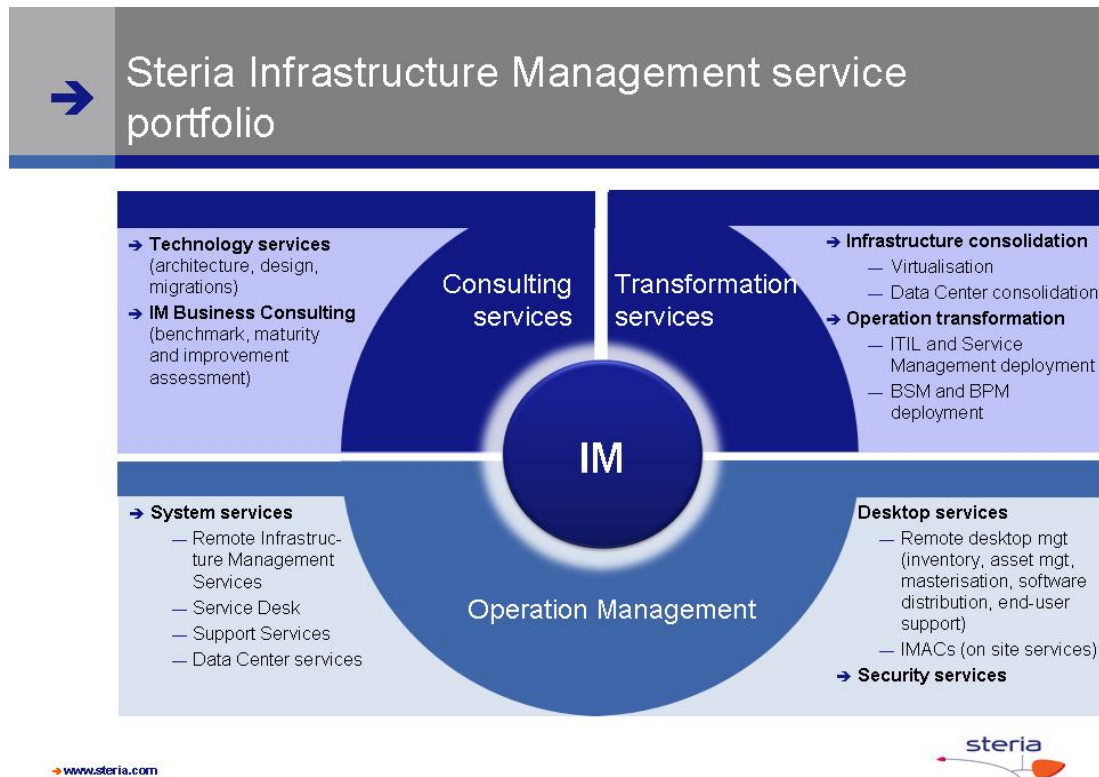 Steria Infrastructure Management service
portfolio
➔ Technology services
(architecture, design,
migrations)
➔ IM Business Consulting
(benchmark, maturity
and improvement
assessment)
Consulting
services
Transformation
services
➔ Infrastructure consolidation
— Virtualisation
— Data Center consolidation
➔ Operation transformation
— ITIL and Service
Management deployment
— BSM and BPM
deployment
IM
➔ System services
— Remote Infrastruc-
ture Management
Services
— Service Desk
— Support Services
— Data Center services
Operation Management
Desktop services
— Remote desktop mgt
(inventory, asset mgt,
masterisation, software
distribution, end-user
support)
— IMACs (on site services)
➔ Security services
➔ www.steria.com
steria